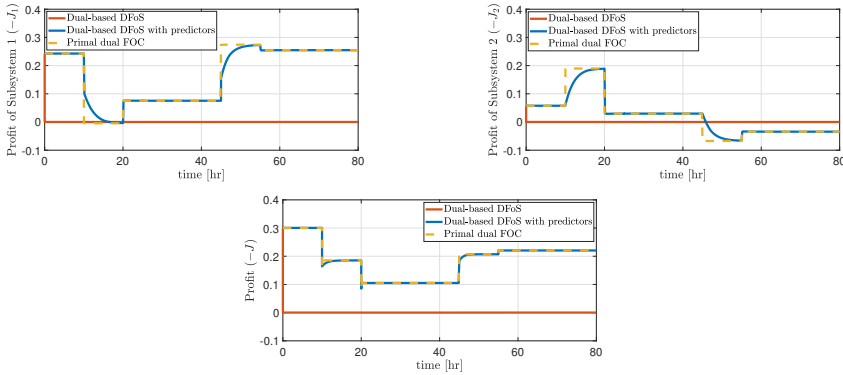 0.4
0.3
0.2
0.1
0
-0.1
Profit of Subsystem 1 (−J₁)
Dual-based DFoS
Dual-based DFoS with predictors
Primal dual FOC
0 20 40 60 80
time [hr]
0.4
0.3
0.2
0.1
0
-0.1
Profit of Subsystem 2 (−J₂)
Dual-based DFoS
Dual-based DFoS with predictors
Primal dual FOC
0 20 40 60 80
time [hr]
0.4
0.3
0.2
0.1
0
-0.1
Profit (−J)
Dual-based DFoS
Dual-based DFoS with predictors
Primal dual FOC
0 20 40 60 80
time [hr]